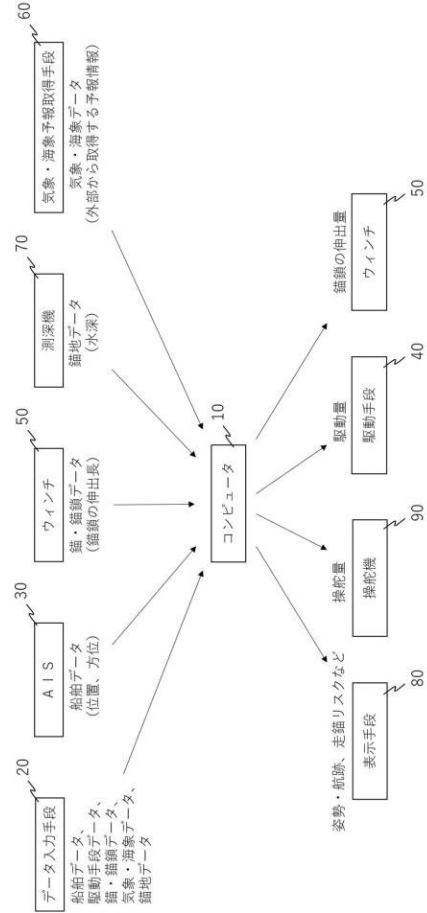 20
データ入力手段
船舶データ、
駆動手段データ、
錨・錨鎖データ、
気象・海象データ、
錨地データ
30
AIS
船舶データ
(位置、方位)
50
ウィンチ
錨・錨鎖データ
(錨鎖の伸出長)
70
測深機
錨地データ
(水深)
60
気象・海象予報取得手段
気象・海象データ
(外部から取得する予報情報)
10
コンピュータ
姿勢・航跡、走錨リスクなど
表示手段
80
操舵量
操舵機
90
駆動量
駆動手段
40
錨鎖の伸出量
ウィンチ
50